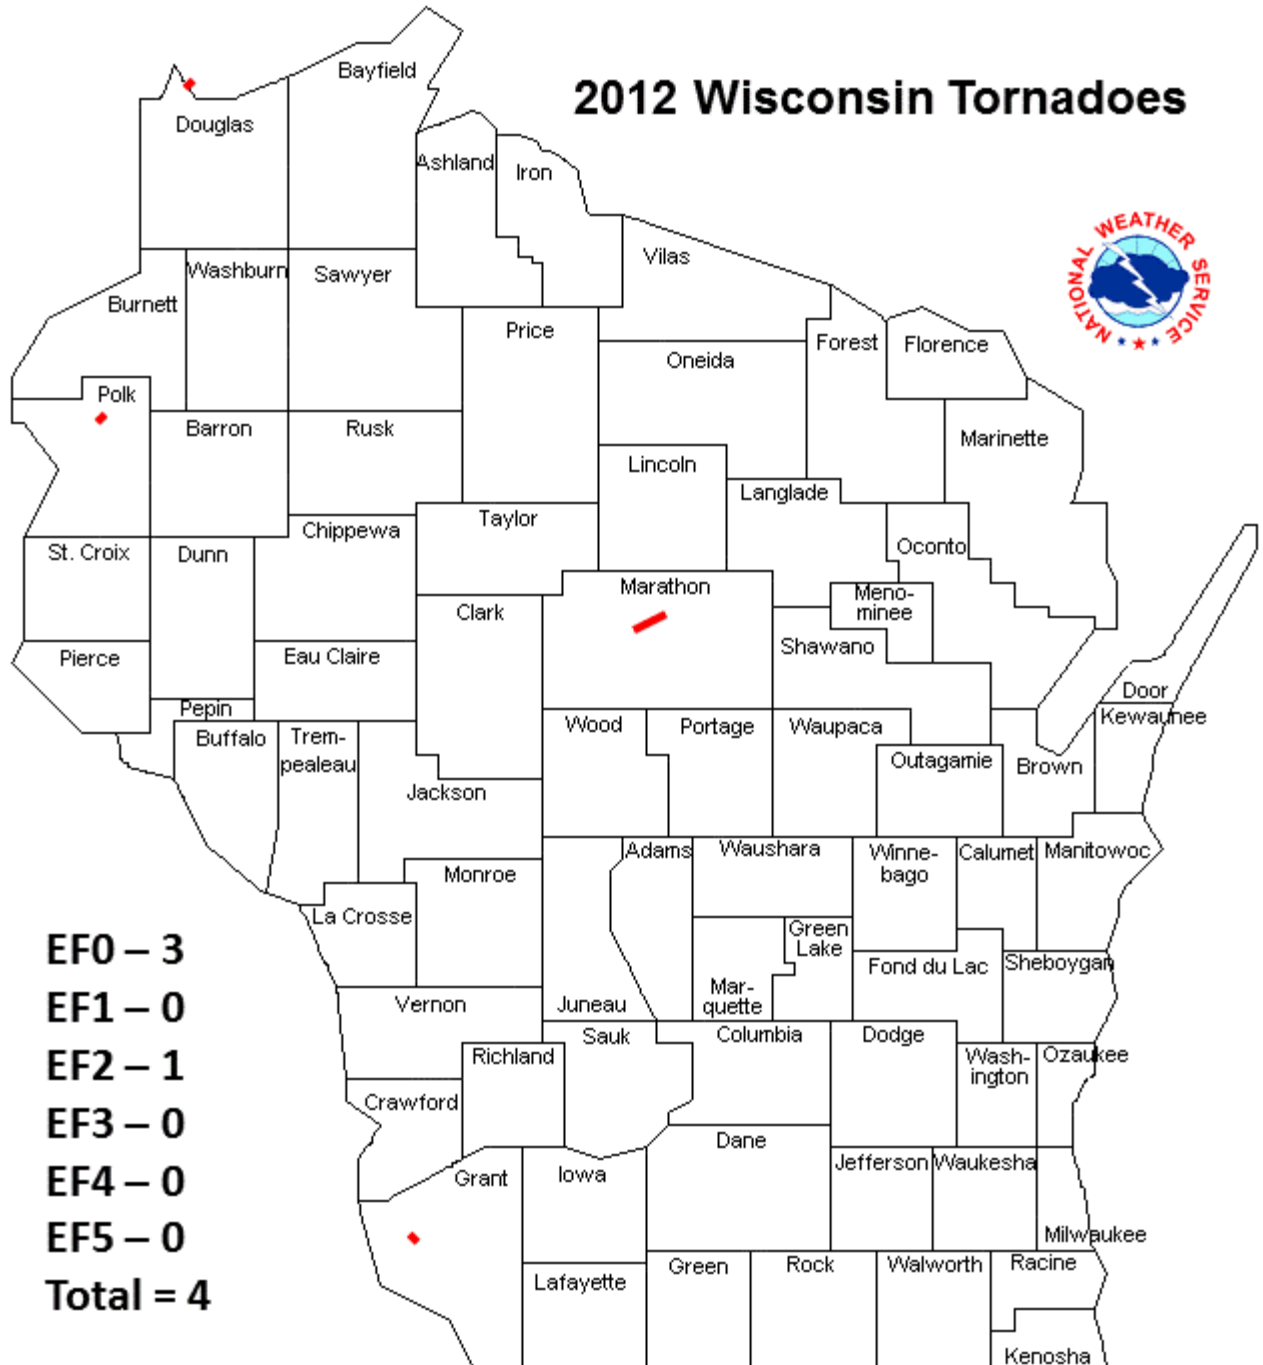 2012 Wisconsin Tornadoes
NATIONAL WEATHER SERVICE
Bayfield
Douglas
Ashland
Iron
Vilas
Washburn
Sawyer
Burnett
Price
Forest
Florence
Oneida
Polk
Barron
Rusk
Marinette
Lincoln
Langlade
Taylor
Chippewa
Oconto
St. Croix
Dunn
Marathon
Meno-
minee
Clark
Shawano
Pierce
Eau Claire
Door
Pepin
Kewaunee
Wood
Portage
Waupaca
Buffalo
Trem-
pealeau
Outagamie
Brown
Jackson
Adams
Waushara
Winne-
bago
Calumet
Manitowoc
Monroe
La Crosse
Green
Lake
Fond du Lac
Sheboygan
Mar-
quette
Vernon
Juneau
Sauk
Columbia
Dodge
Richland
Wash-
ington
Ozaukee
Crawford
Dane
Grant
Iowa
Jefferson
Waukesha
Milwaukee
Green
Rock
Walworth
Racine
Lafayette
Kenosha
EF0 – 3
EF1 – 0
EF2 – 1
EF3 – 0
EF4 – 0
EF5 – 0
Total = 4